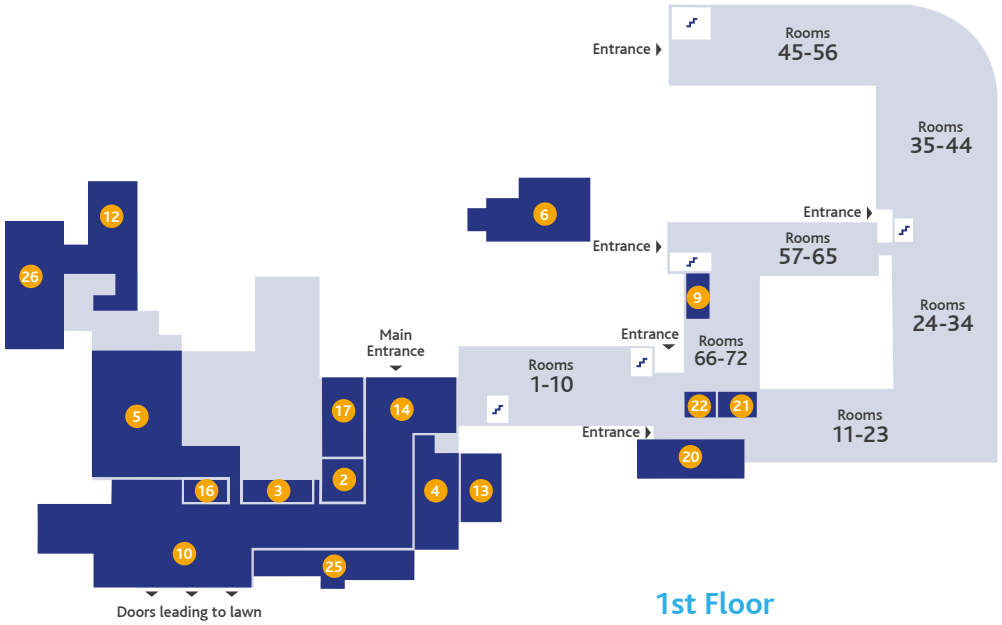 Rooms
45-56
Entrance
Rooms
35-44
12
6
Entrance
Entrance
Rooms
57-65
26
9
Rooms
24-34
Main
Entrance
Entrance
Rooms
66-72
Rooms
1-10
5
17
14
22
21
Rooms
11-23
Entrance
20
2
16
3
4
13
10
25
Doors leading to lawn
1st Floor